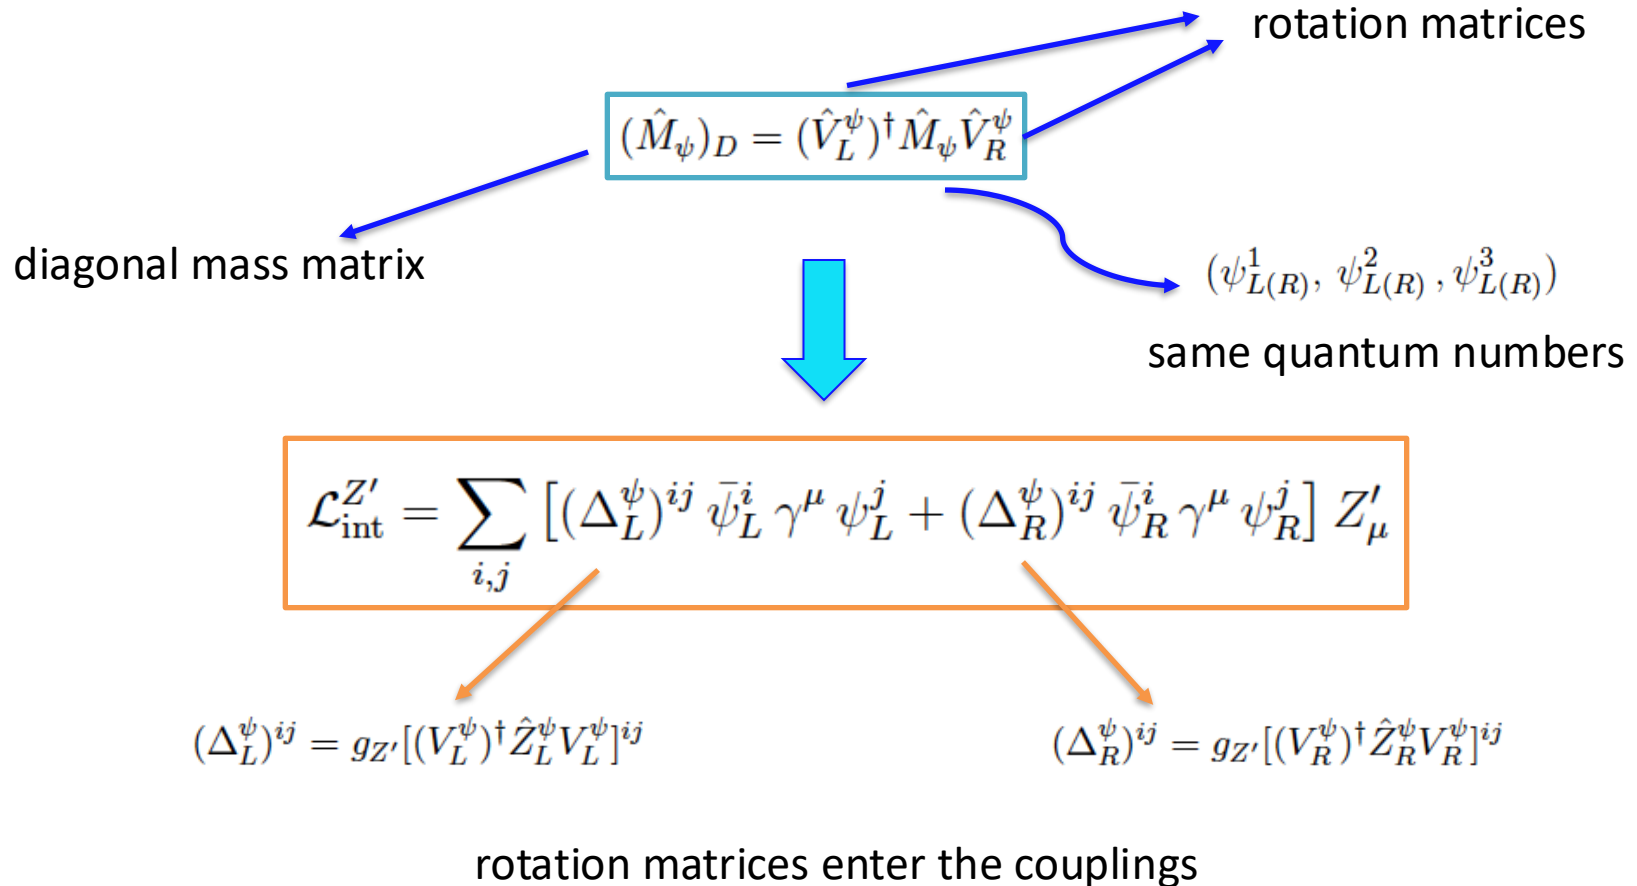 rotation matrices
$(\hat{M}_\psi)_D = (\hat{V}_L^\psi)^\dagger \hat{M}_\psi \hat{V}_R^\psi$
diagonal mass matrix
$(\psi^1_{L(R)}, \psi^2_{L(R)}, \psi^3_{L(R)})$
same quantum numbers
$\mathcal{L}_{\text{int}}^{Z'} = \sum_{i,j} \left[ (\Delta_L^\psi)^{ij} \, \bar{\psi}_L^i \, \gamma^\mu \, \psi_L^j + (\Delta_R^\psi)^{ij} \, \bar{\psi}_R^i \, \gamma^\mu \, \psi_R^j \right] Z'_\mu$
$(\Delta_L^\psi)^{ij} = g_{Z'} [(V_L^\psi)^\dagger \hat{Z}_L^\psi V_L^\psi]^{ij}$
$(\Delta_R^\psi)^{ij} = g_{Z'} [(V_R^\psi)^\dagger \hat{Z}_R^\psi V_R^\psi]^{ij}$
rotation matrices enter the couplings